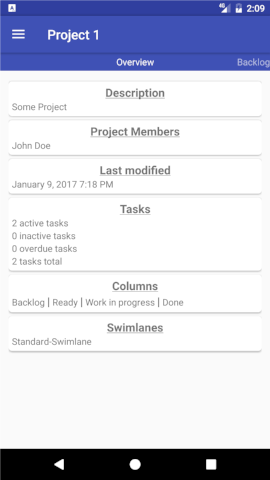 2:09
Project 1
Overview
Backlog
Description
Some Project
Project Members
John Doe
Last modified
January 9, 2017 7:18 PM
Tasks
2 active tasks
0 inactive tasks
0 overdue tasks
2 tasks total
Columns
Backlog | Ready | Work in progress | Done
Swimlanes
Standard-Swimlane